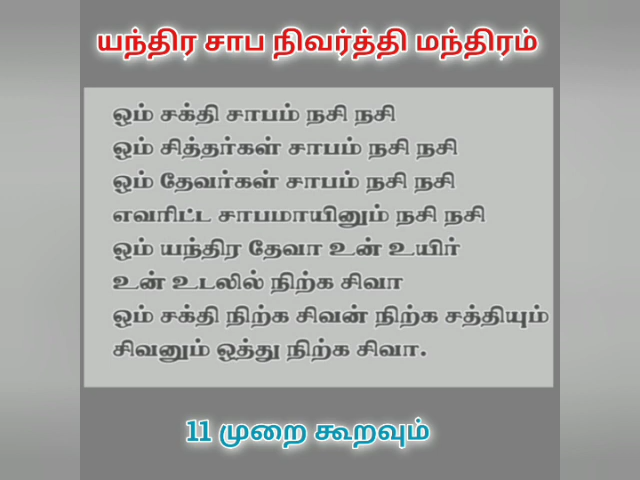 யந்திர சாப நிவர்த்தி மந்திரம்
ஓம் சக்தி சாபம் நசி நசி
ஓம் சித்தர்கள் சாபம் நசி நசி
ஓம் தேவர்கள் சாபம் நசி நசி
எவரிட்ட சாபமாயினும் நசி நசி
ஓம் யந்திர தேவா உன் உயிர்
உன் உடலில் நிற்க சிவா
ஓம் சக்தி நிற்க சிவன் நிற்க சத்தியும்
சிவனும் ஒத்து நிற்க சிவா.
11 முறை கூறவும்